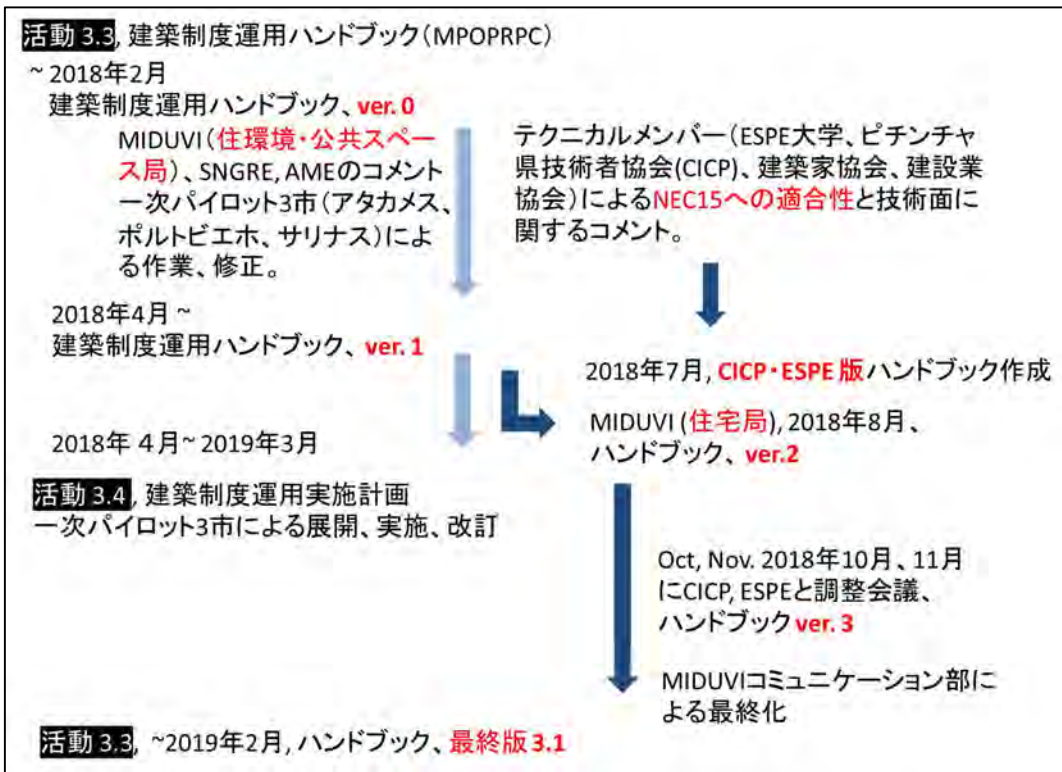 活動 3.3, 建築制度運用ハンドブック(MPOPRPC)
~ 2018年2月
建築制度運用ハンドブック、ver. 0
MIDUVI(住環境・公共スペー
ス局)、SNGRE, AMEのコメント
一次パイロット3市(アタカメス、
ポルトビエホ、サリナス)によ
る作業、修正。
テクニカルメンバー(ESPE大学、ピチンチャ
県技術者協会(CICP)、建築家協会、建設業
協会)によるNEC15への適合性と技術面に
関するコメント。
2018年4月 ~
建築制度運用ハンドブック、ver. 1
2018年7月, CICP・ESPE 版ハンドブック作成
MIDUVI (住宅局), 2018年8月、
ハンドブック、ver.2
2018年 4月~ 2019年3月
活動 3.4, 建築制度運用実施計画
一次パイロット3市による展開、実施、改訂
Oct, Nov. 2018年10月、11月
にCICP, ESPEと調整会議、
ハンドブック ver. 3
MIDUVIコミュニケーション部に
よる最終化
活動 3.3, ~2019年2月, ハンドブック、最終版 3.1